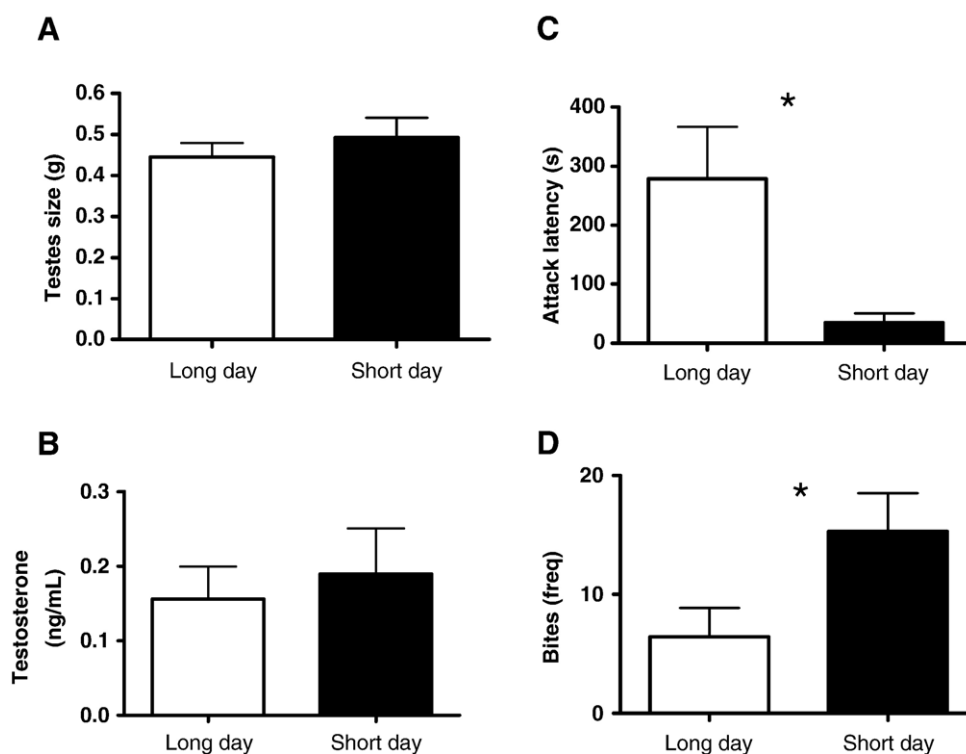 A
Testes size (g)
0.6
0.5
0.4
0.3
0.2
0.1
0.0
Long day
Short day
B
Testosterone
(ng/mL)
0.3
0.2
0.1
0.0
Long day
Short day
C
Attack latency (s)
400
300
200
100
0
*
Long day
Short day
D
Bites (freq)
20
10
0
*
Long day
Short day